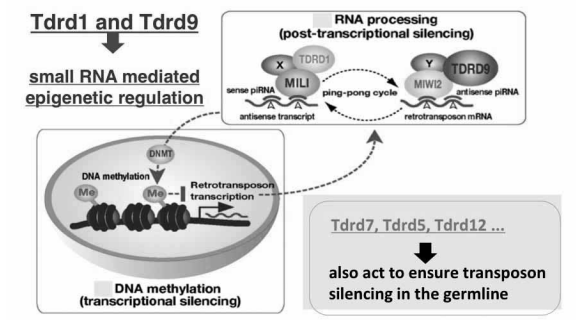 Tdrd1 and Tdrd9
small RNA mediated
epigenetic regulation
RNA processing
(post-transcriptional silencing)
X
TDRD1
MILI
sense piRNA
antisense transcript
ping-pong cycle
Y
TDRD9
MIWI2
antisense piRNA
retrotransposon mRNA
DNMT
DNA methylation
Me
Me
Retrotransposon
transcription
DNA methylation
(transcriptional silencing)
Tdrd7, Tdrd5, Tdrd12 ...
also act to ensure transposon
silencing in the germline